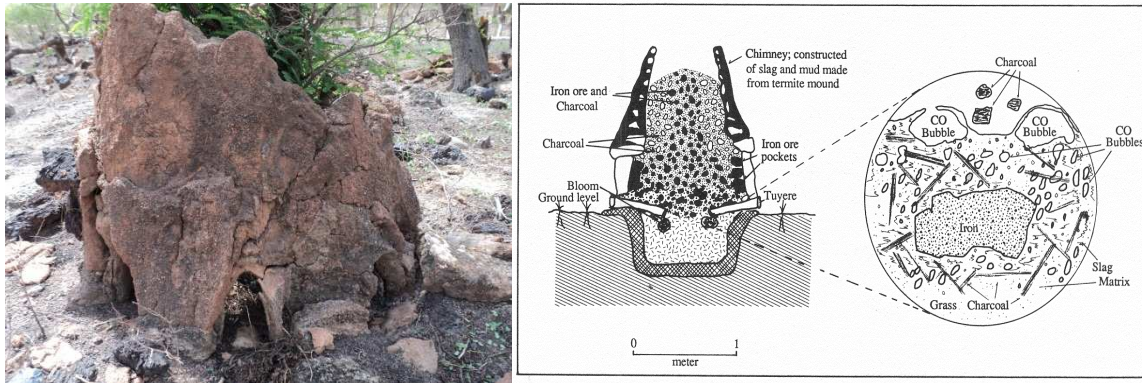 Chimney; constructed
of slag and mud made
from termite mound
Iron ore and
Charcoal
Charcoal
Iron ore
pockets
Bloom
Ground level
Tuyere
0 1
meter
Charcoal
CO
Bubble
CO
Bubble
CO
Bubbles
Iron
Slag
Matrix
Grass
Charcoal